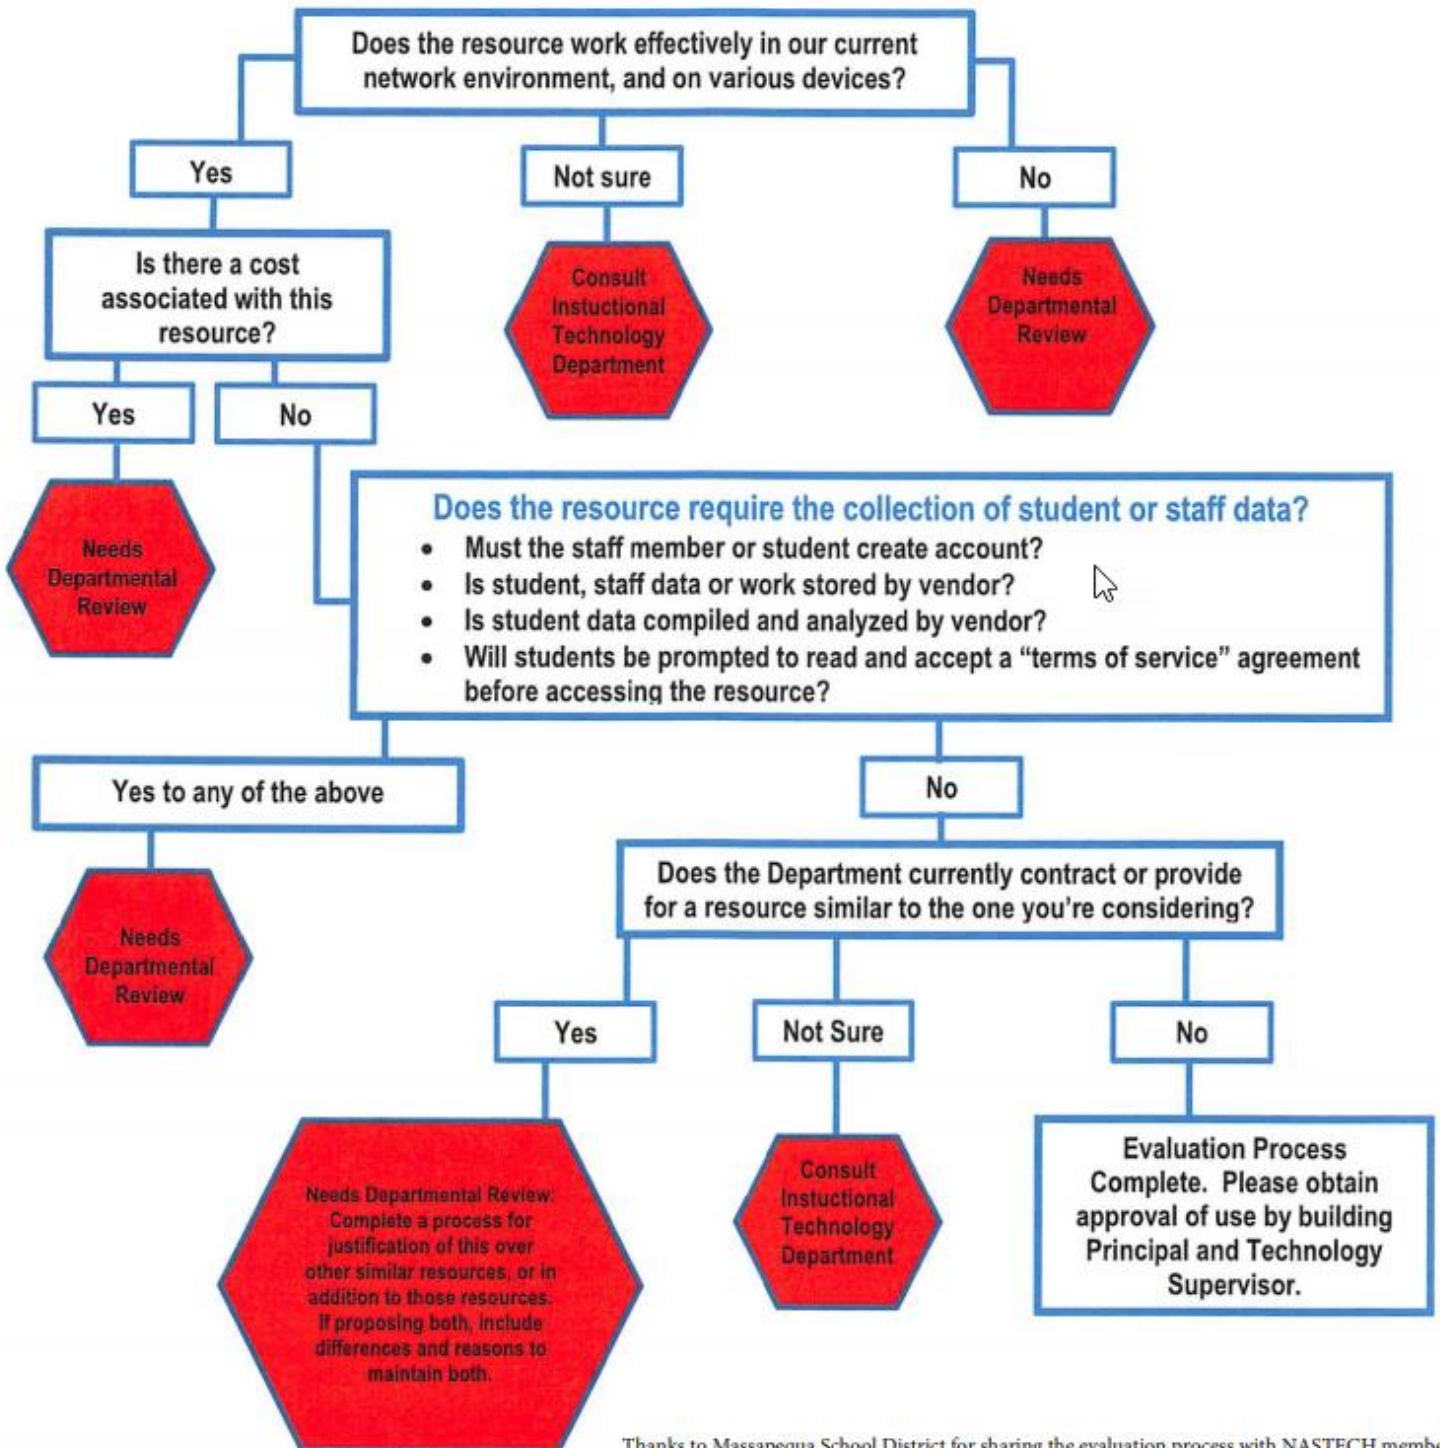 Does the resource work effectively in our current
network environment, and on various devices?
Yes
Not sure
No
Is there a cost
associated with this
resource?
Consult
Instuctional
Technology
Department
Needs
Departmental
Review
Yes
No
Needs
Departmental
Review
Does the resource require the collection of student or staff data?
• Must the staff member or student create account?
• Is student, staff data or work stored by vendor?
• Is student data compiled and analyzed by vendor?
• Will students be prompted to read and accept a “terms of service” agreement
before accessing the resource?
Yes to any of the above
No
Needs
Departmental
Review
Does the Department currently contract or provide
for a resource similar to the one you’re considering?
Yes
Not Sure
No
Needs Departmental Review:
Complete a process for
justification of this over
other similar resources, or in
addition to those resources.
If proposing both, include
differences and reasons to
maintain both.
Consult
Instuctional
Technology
Department
Evaluation Process
Complete. Please obtain
approval of use by building
Principal and Technology
Supervisor.
Thanks to Massapequa School District for sharing the evaluation process with NASTECH